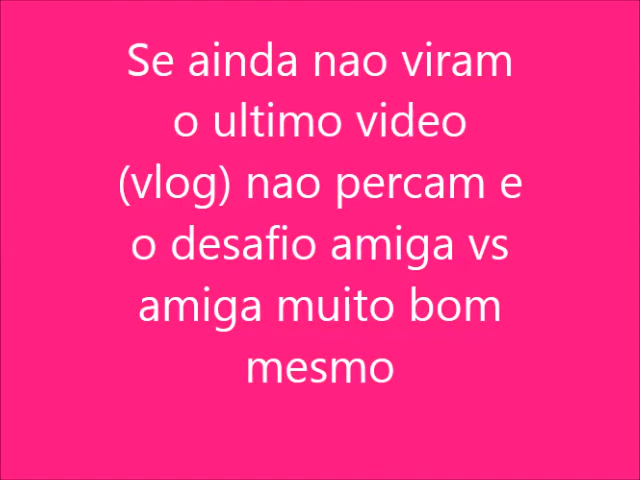 Se ainda nao viram
o ultimo video
(vlog) nao percam e
o desafio amiga vs
amiga muito bom
mesmo